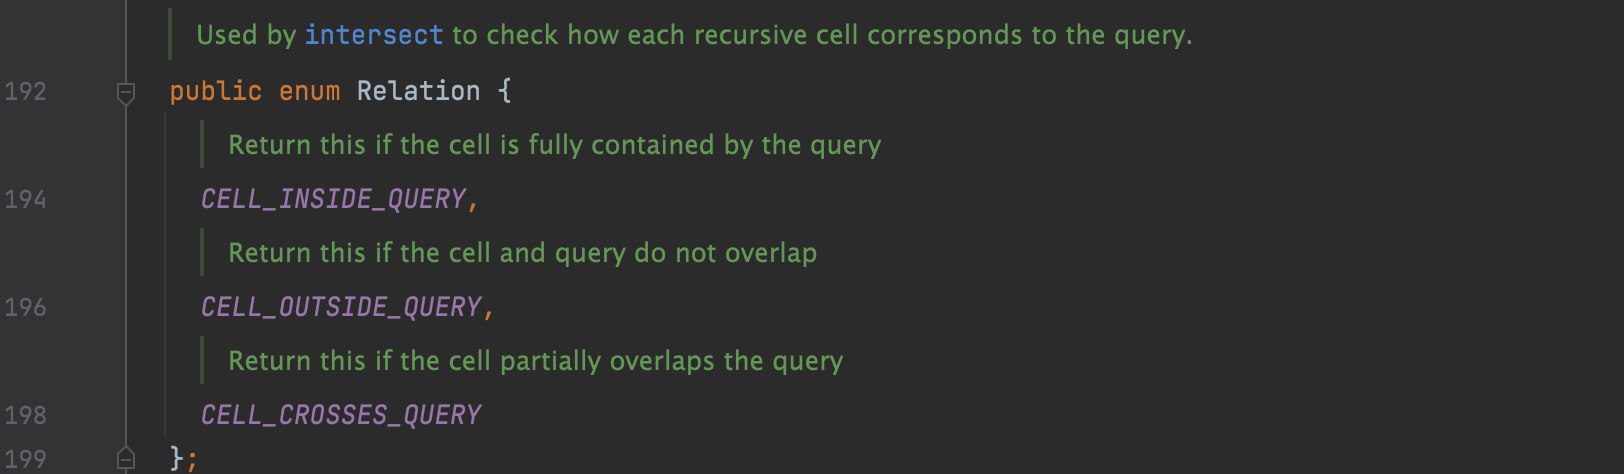 Used by intersect to check how each recursive cell corresponds to the query.
192 public enum Relation {
Return this if the cell is fully contained by the query
194 CELL_INSIDE_QUERY,
Return this if the cell and query do not overlap
196 CELL_OUTSIDE_QUERY,
Return this if the cell partially overlaps the query
198 CELL_CROSSES_QUERY
199 };